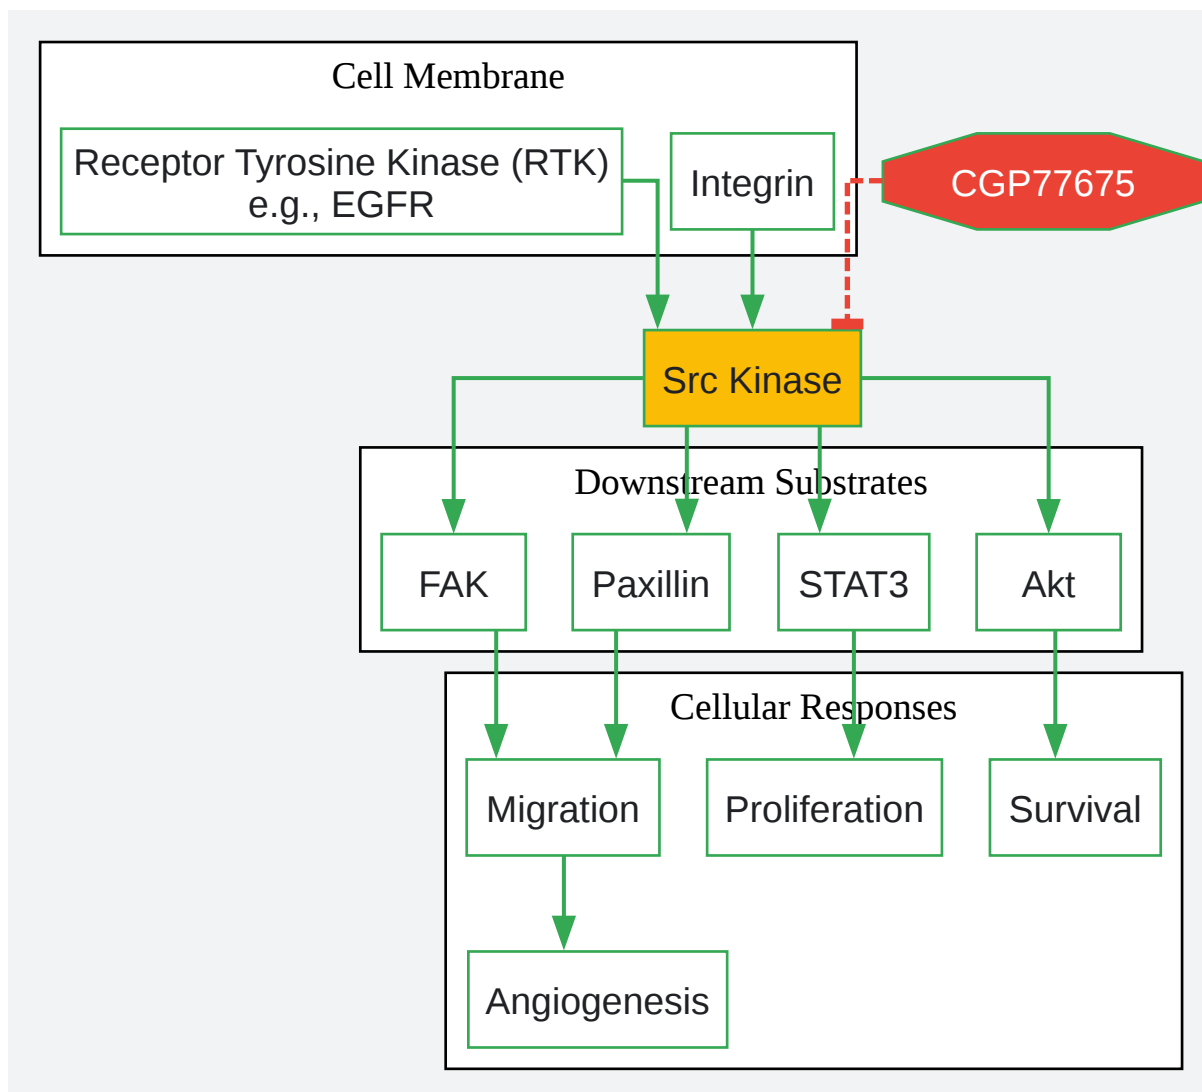 Cell Membrane
Receptor Tyrosine Kinase (RTK)
e.g., EGFR
Integrin
CGP77675
Src Kinase
Downstream Substrates
FAK
Paxillin
STAT3
Akt
Cellular Responses
Migration
Proliferation
Survival
Angiogenesis